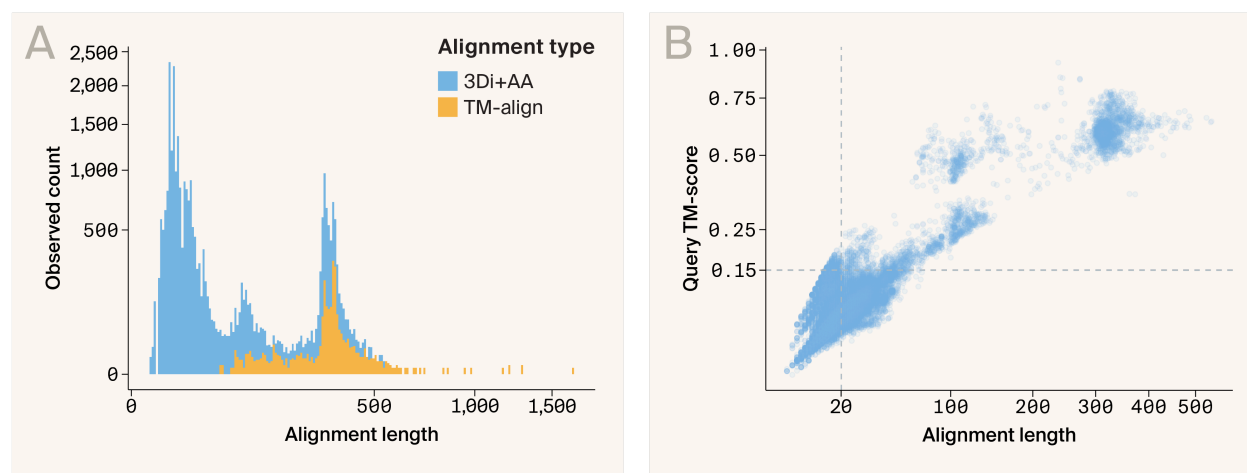 A
Alignment type
3Di+AA
TM-align
Observed count
2,500
2,000
1,500
1,000
500
0
0 500 1,000 1,500
Alignment length
B
Query TM-score
1.00
0.75
0.50
0.25
0.15
20 100 200 300 400 500
Alignment length